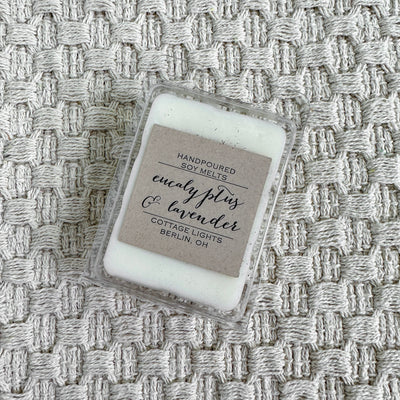 HANDPOURED
SOY MELTS
eucalyptus
& lavender
COTTAGE LIGHTS
BERLIN, OH